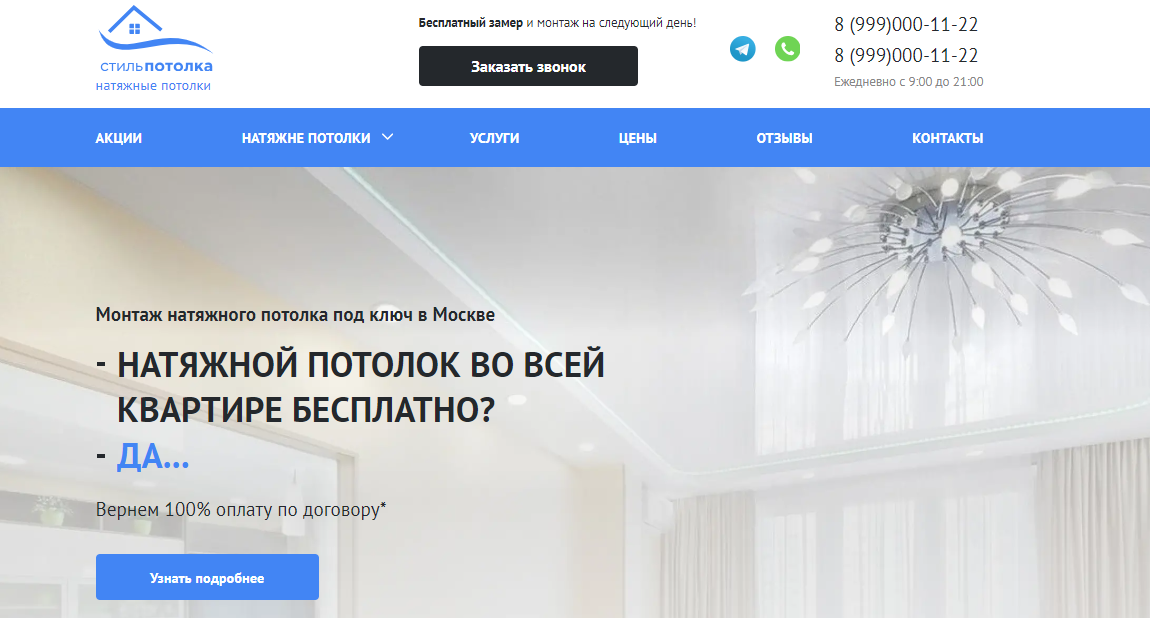 СТИЛЬПОТОЛКА
натяжные потолки
Бесплатный замер и монтаж на следующий день!
Заказать звонок
8 (999)000-11-22
8 (999)000-11-22
Ежедневно с 9:00 до 21:00
АКЦИИ НАТЯЖНЕ ПОТОЛКИ УСЛУГИ ЦЕНЫ ОТЗЫВЫ КОНТАКТЫ
Монтаж натяжного потолка под ключ в Москве
- НАТЯЖНОЙ ПОТОЛОК ВО ВСЕЙ
КВАРТИРЕ БЕСПЛАТНО?
- ДА...
Вернем 100% оплату по договору*
Узнать подробнее